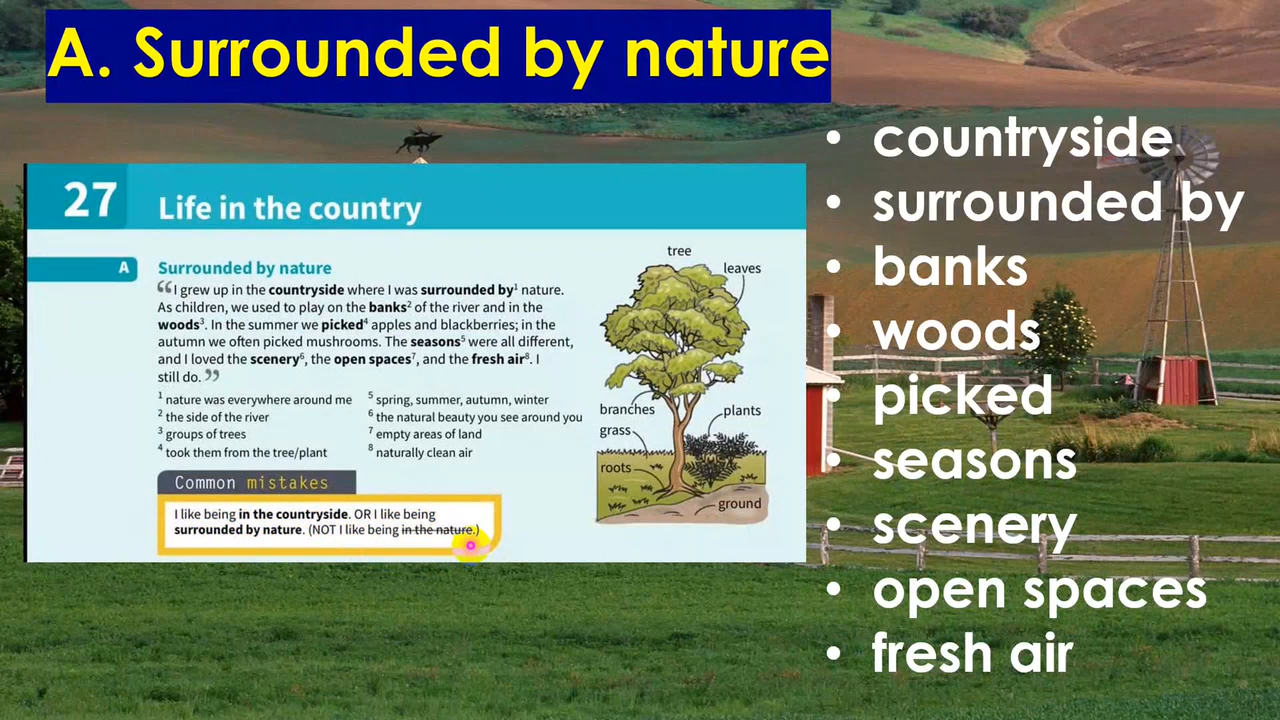 A. Surrounded by nature
27 Life in the country
A Surrounded by nature
“I grew up in the countryside where I was surrounded by¹ nature.
As children, we used to play on the banks² of the river and in the
woods³. In the summer we picked⁴ apples and blackberries; in the
autumn we often picked mushrooms. The seasons⁵ were all different,
and I loved the scenery⁶, the open spaces⁷, and the fresh air⁸. I
still do.”
¹ nature was everywhere around me
² the side of the river
³ groups of trees
⁴ took them from the tree/plant
⁵ spring, summer, autumn, winter
⁶ the natural beauty you see around you
⁷ empty areas of land
⁸ naturally clean air
Common mistakes
I like being in the countryside. OR I like being
surrounded by nature. (NOT I like being in the nature.)
tree
leaves
branches
plants
grass
roots
ground
• countryside
• surrounded by
• banks
• woods
• picked
• seasons
• scenery
• open spaces
• fresh air